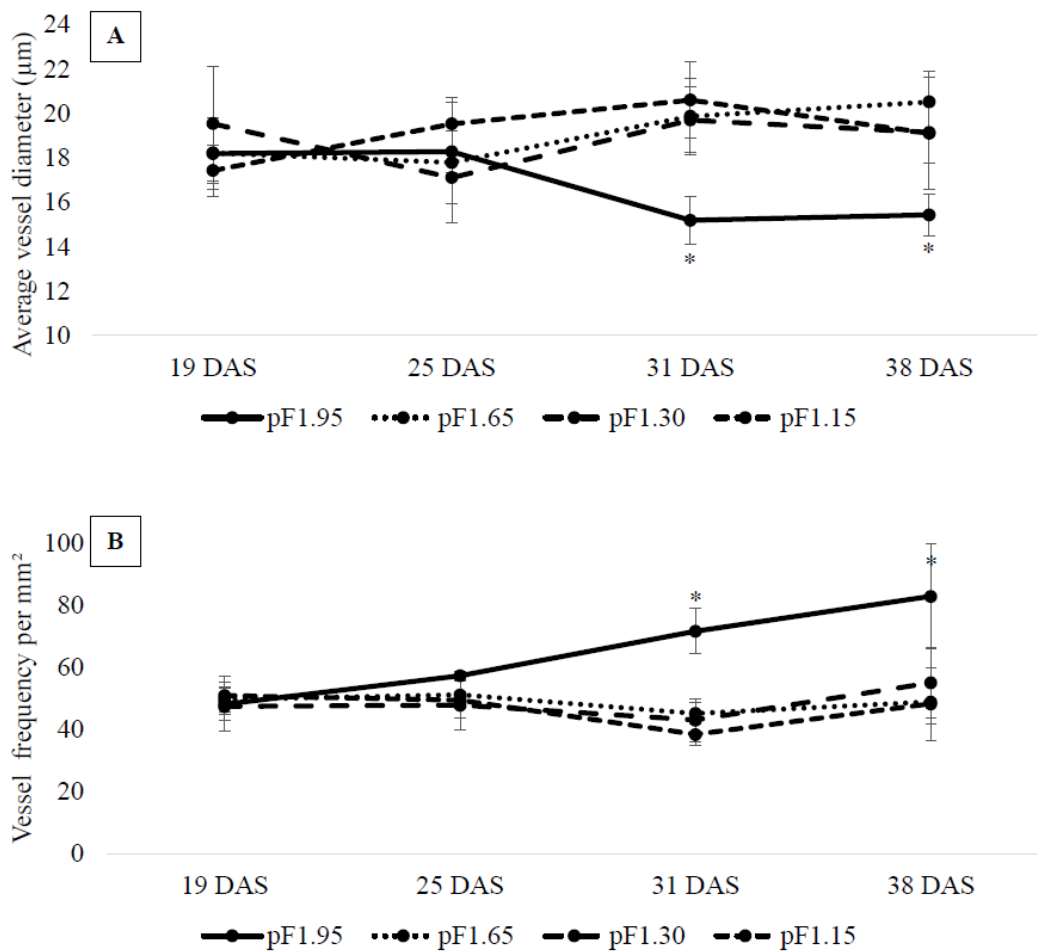 A
Average vessel diameter (µm)
24
22
20
18
16
14
12
10
*
*
19 DAS 25 DAS 31 DAS 38 DAS
pF1.95 pF1.65 pF1.30 pF1.15
B
Vessel frequency per mm²
100
80
60
40
20
0
*
*
19 DAS 25 DAS 31 DAS 38 DAS
pF1.95 pF1.65 pF1.30 pF1.15